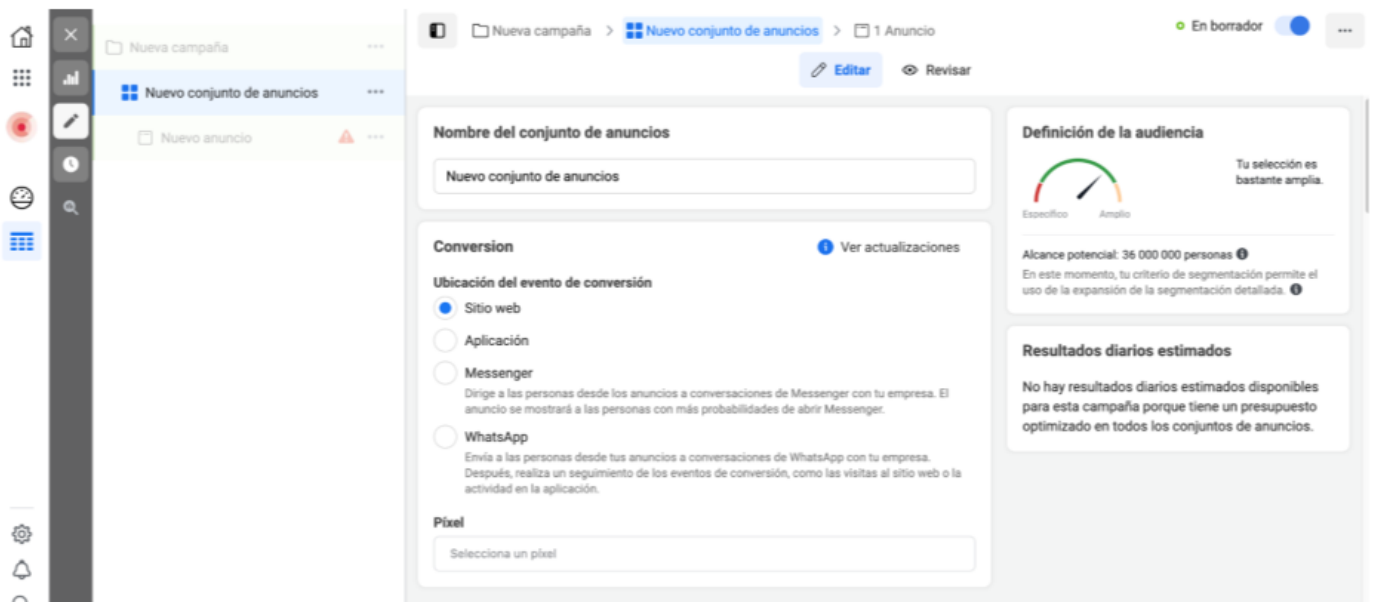 Nueva campaña
Nuevo conjunto de anuncios
Nuevo anuncio
Nueva campaña > Nuevo conjunto de anuncios > 1 Anuncio
En borrador
Editar
Revisar
Nombre del conjunto de anuncios
Nuevo conjunto de anuncios
Conversion
Ver actualizaciones
Ubicación del evento de conversión
Sitio web
Aplicación
Messenger
Dirige a las personas desde los anuncios a conversaciones de Messenger con tu empresa. El
anuncio se mostrará a las personas con más probabilidades de abrir Messenger.
WhatsApp
Envía a las personas desde tus anuncios a conversaciones de WhatsApp con tu empresa.
Después, realiza un seguimiento de los eventos de conversión, como las visitas al sitio web o la
actividad en la aplicación.
Píxel
Selecciona un píxel
Definición de la audiencia
Tu selección es
bastante amplia.
Específico
Amplio
Alcance potencial: 36 000 000 personas
En este momento, tu criterio de segmentación permite el
uso de la expansión de la segmentación detallada.
Resultados diarios estimados
No hay resultados diarios estimados disponibles
para esta campaña porque tiene un presupuesto
optimizado en todos los conjuntos de anuncios.